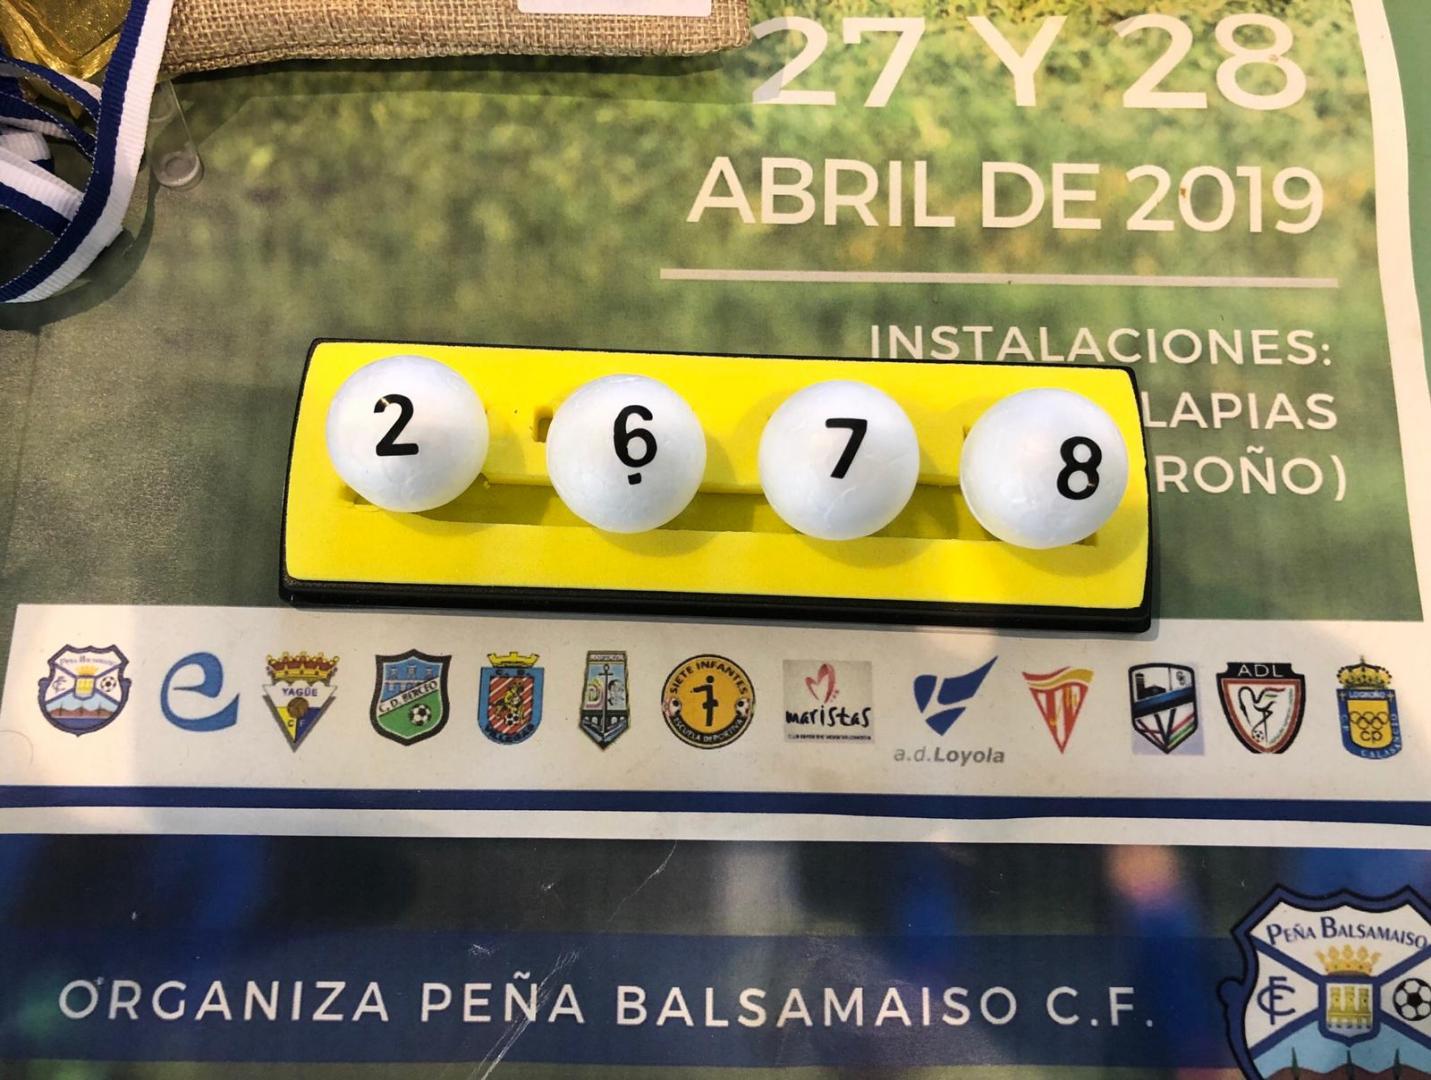 27 Y 28
ABRIL DE 2019
INSTALACIONES:
LAPIAS
ROÑO)
2 6 7 8
PEÑA BALSAMAISO
e
YAGÜE
C.F.
C.D. BERCEO
SIETE INFANTES
ESCUELA DEPORTIVA
maristas
a.d.Loyola
ADL
LOGROÑO
ORGANIZA PEÑA BALSAMAISO C.F.
PEÑA BALSAMAISO
CF